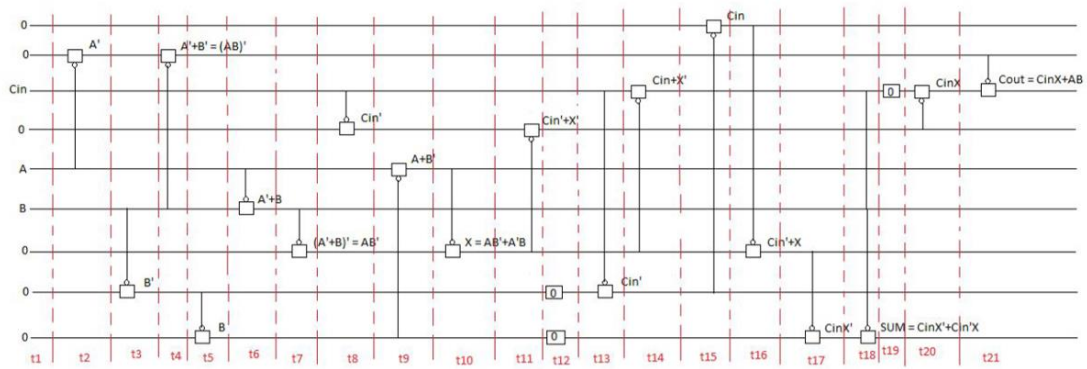 0 Cin
0 A' A'+B' = (AB)' Cout = CinX+AB
Cin Cin+X' 0 CinX
0 Cin' Cin'+X'
A A+B'
B A'+B
0 (A'+B)' = AB' X = AB'+A'B Cin'+X
0 B' 0 Cin'
0 B 0 CinX' SUM = CinX'+Cin'X
t1 t2 t3 t4 t5 t6 t7 t8 t9 t10 t11 t12 t13 t14 t15 t16 t17 t18 t19 t20 t21